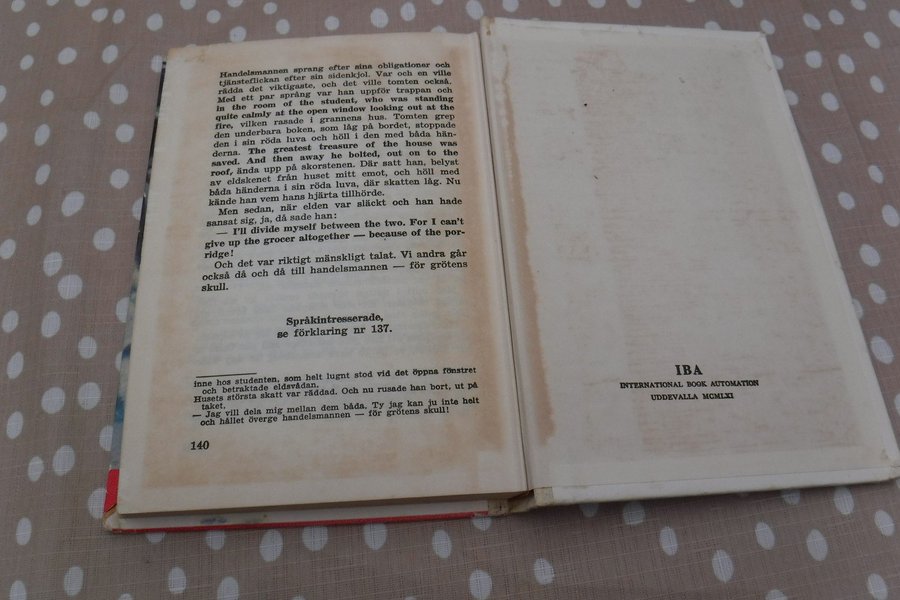 Handelsmannen sprang efter sina obligationer och
tjänsteflickan efter sin sidenkjol. Var och en ville
rädda det viktigaste, och det ville tomten också.
Med ett par språng var han uppför trappan och
in the room of the student, who was standing
quite calmly at the open window looking out at the
fire, vilken rasade i grannens hus. Tomten grep
den underbara boken, som låg på bordet, stoppade
den i sin röda luva och höll i den med båda hän-
derna. The greatest treasure of the house was
saved. And then away he bolted, out on to the
roof, ända upp på skorstenen. Där satt han, belyst
av eldskenet från huset mitt emot, och höll med
båda händerna i sin röda luva, där skatten låg. Nu
kände han vem hans hjärta tillhörde.
Men sedan, när elden var släckt och han hade
sansat sig, ja, då sade han:
— I'll divide myself between the two. For I can't
give up the grocer altogether — because of the por-
ridge!
Och det var riktigt mänskligt talat. Vi andra går
också då och då till handelsmannen — för grötens
skull.
Språkintresserade,
se förklaring nr 137.
inne hos studenten, som helt lugnt stod vid det öppna fönstret
och betraktade eldsvådan.
Husets största skatt var räddad. Och nu rusade han bort, ut på
taket.
— Jag vill dela mig mellan dem båda. Ty jag kan ju inte helt
och hållet överge handelsmannen — för grötens skull!
140
IBA
INTERNATIONAL BOOK AUTOMATION
UDDEVALLA MCMLXI